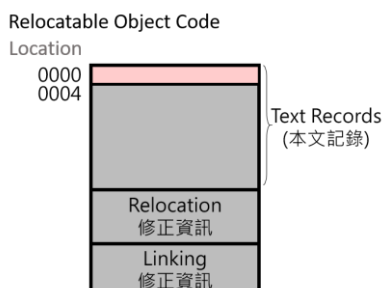 Relocatable Object Code
Location
0000
0004
Text Records
(本文記錄)
Relocation
修正資訊
Linking
修正資訊